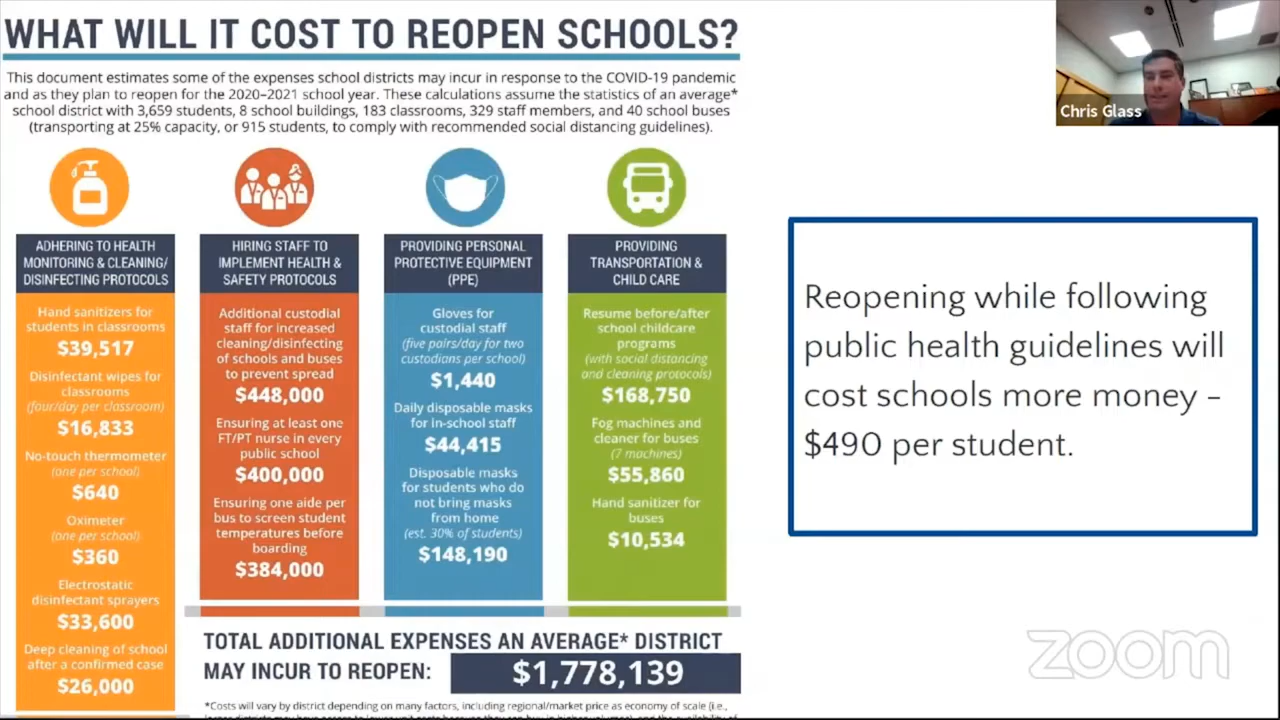 WHAT WILL IT COST TO REOPEN SCHOOLS?
This document estimates some of the expenses school districts may incur in response to the COVID-19 pandemic
and as they plan to reopen for the 2020–2021 school year. These calculations assume the statistics of an average*
school district with 3,659 students, 8 school buildings, 183 classrooms, 329 staff members, and 40 school buses
(transporting at 25% capacity, or 915 students, to comply with recommended social distancing guidelines).
ADHERING TO HEALTH
MONITORING & CLEANING/
DISINFECTING PROTOCOLS
Hand sanitizers for
students in classrooms
$39,517
Disinfectant wipes for
classrooms
(four/day per classroom)
$16,833
No-touch thermometer
(one per school)
$640
Oximeter
(one per school)
$360
Electrostatic
disinfectant sprayers
$33,600
Deep cleaning of school
after a confirmed case
$26,000
HIRING STAFF TO
IMPLEMENT HEALTH &
SAFETY PROTOCOLS
Additional custodial
staff for increased
cleaning/disinfecting
of schools and buses
to prevent spread
$448,000
Ensuring at least one
FT/PT nurse in every
public school
$400,000
Ensuring one aide per
bus to screen student
temperatures before
boarding
$384,000
PROVIDING PERSONAL
PROTECTIVE EQUIPMENT
(PPE)
Gloves for
custodial staff
(five pairs/day for two
custodians per school)
$1,440
Daily disposable masks
for in-school staff
$44,415
Disposable masks
for students who do
not bring masks
from home
(est. 30% of students)
$148,190
PROVIDING
TRANSPORTATION &
CHILD CARE
Resume before/after
school childcare
programs
(with social distancing
and cleaning protocols)
$168,750
Fog machines and
cleaner for buses
(7 machines)
$55,860
Hand sanitizer for
buses
$10,534
TOTAL ADDITIONAL EXPENSES AN AVERAGE* DISTRICT
MAY INCUR TO REOPEN: $1,778,139
*Costs will vary by district depending on many factors, including regional/market price as economy of scale (i.e.,
Chris Glass
Reopening while following
public health guidelines will
cost schools more money –
$490 per student.
zoom